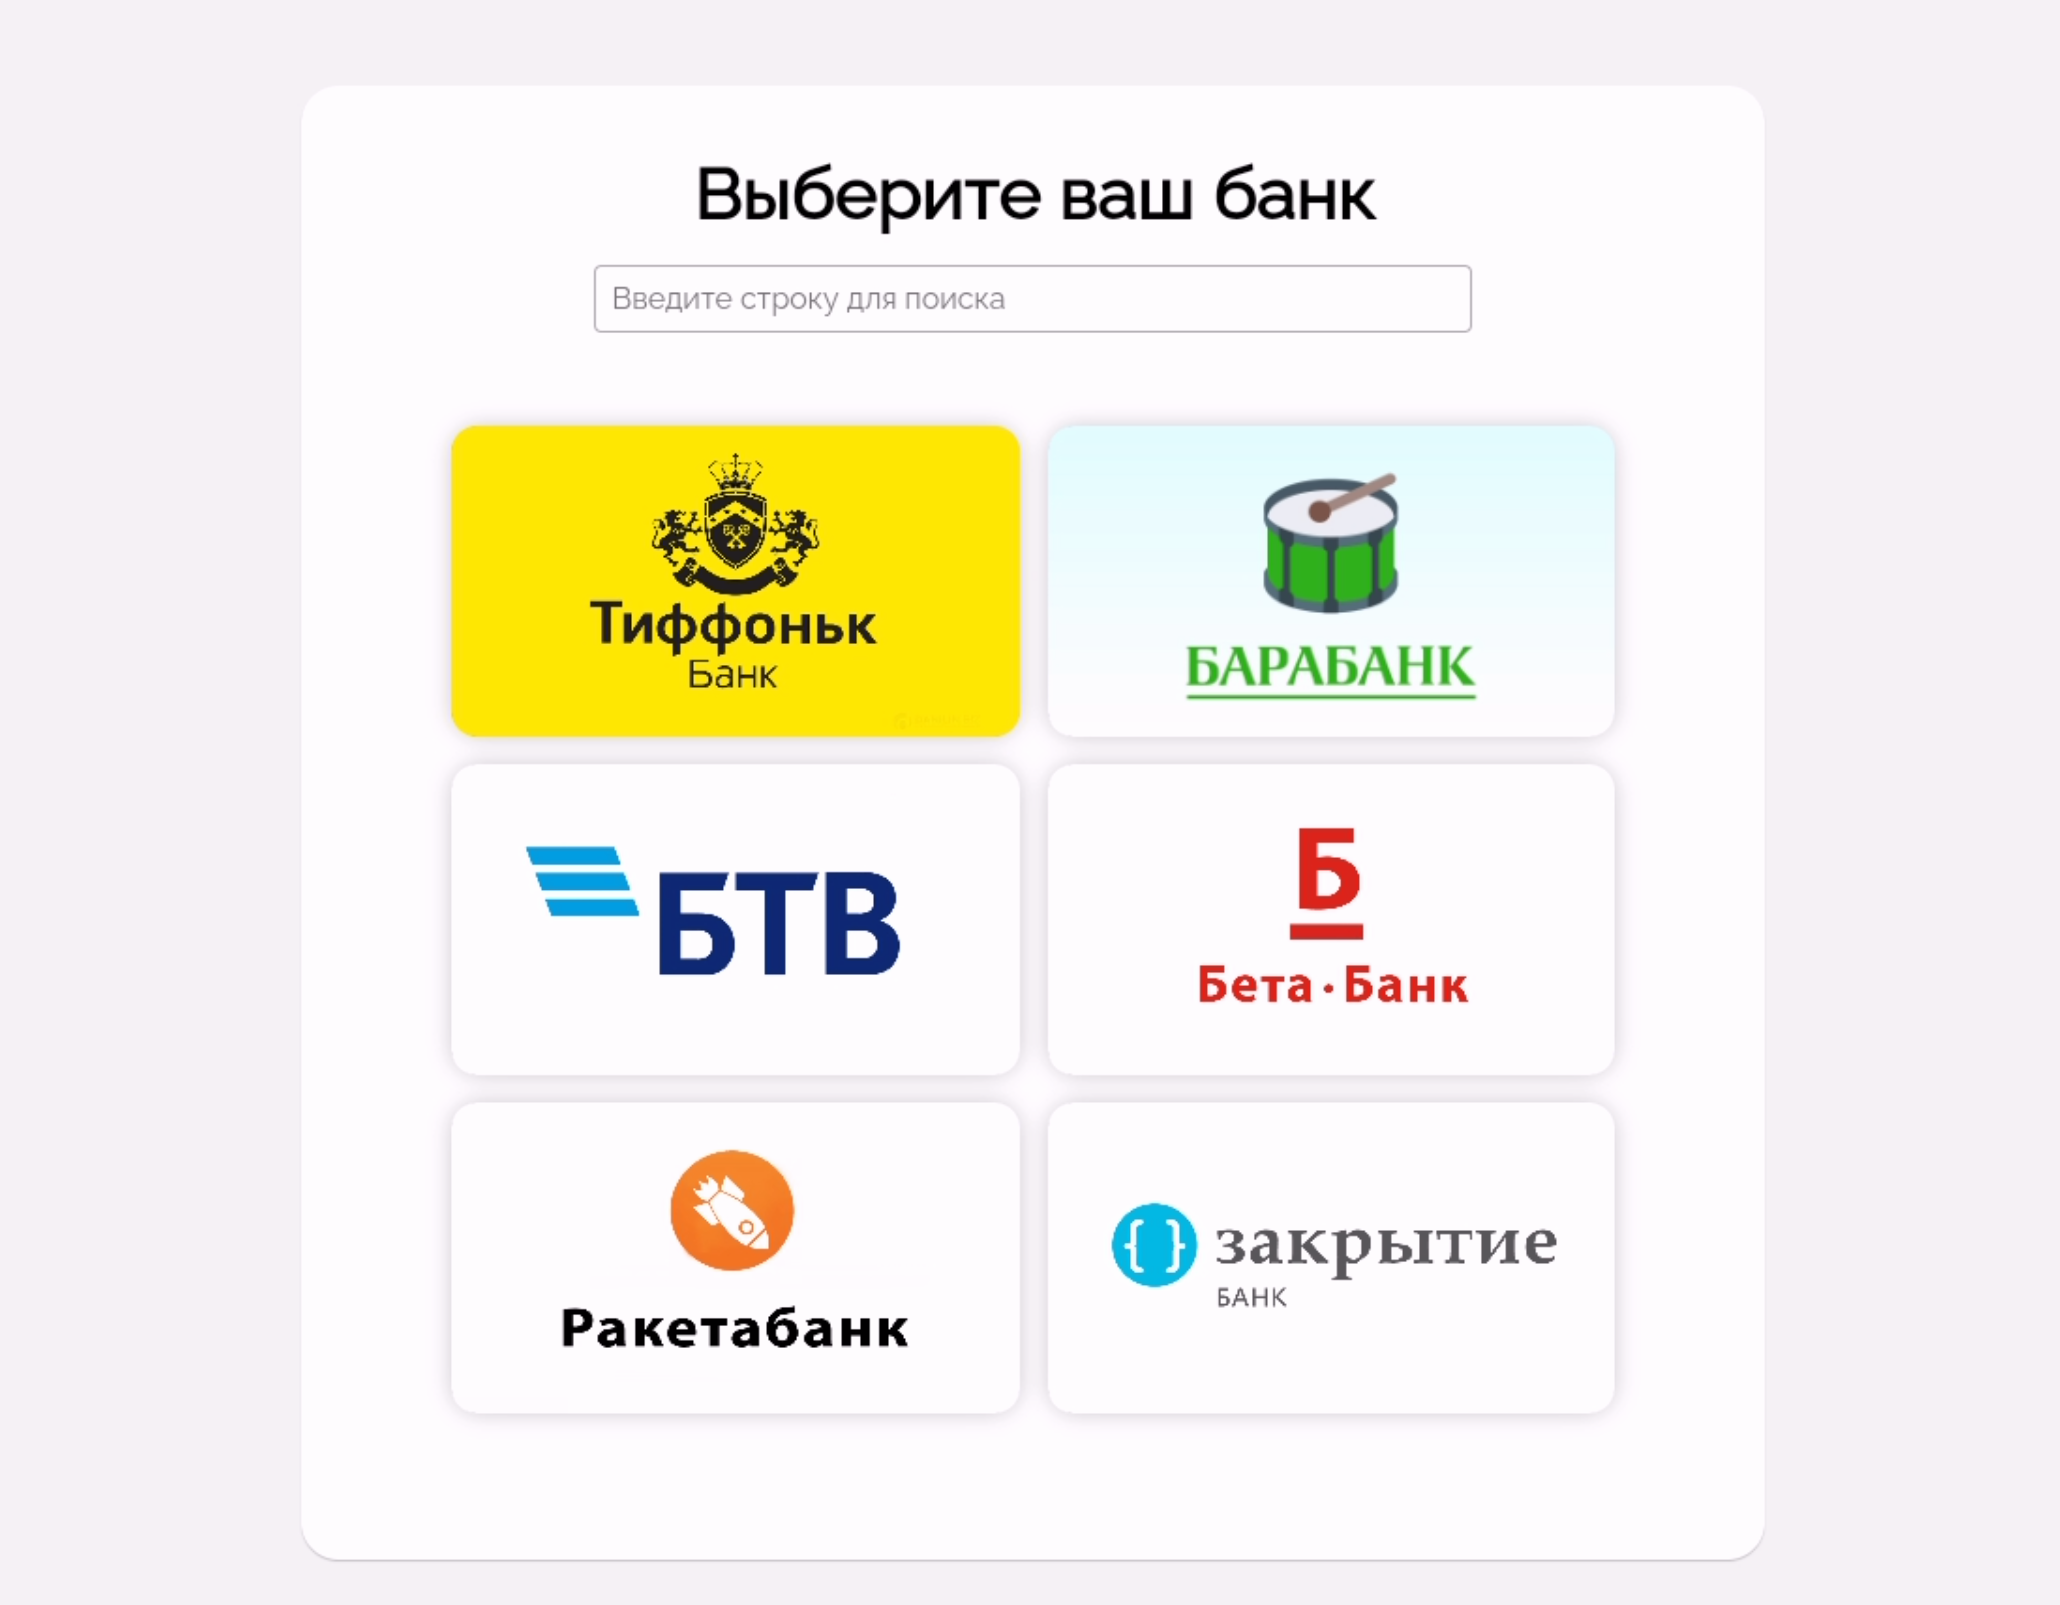 Выберите ваш банк
Введите строку для поиска
Тиффоньк
Банк
БАРАБАНК
БТВ
Б
Бета·Банк
Ракетабанк
{ } закрытие
БАНК